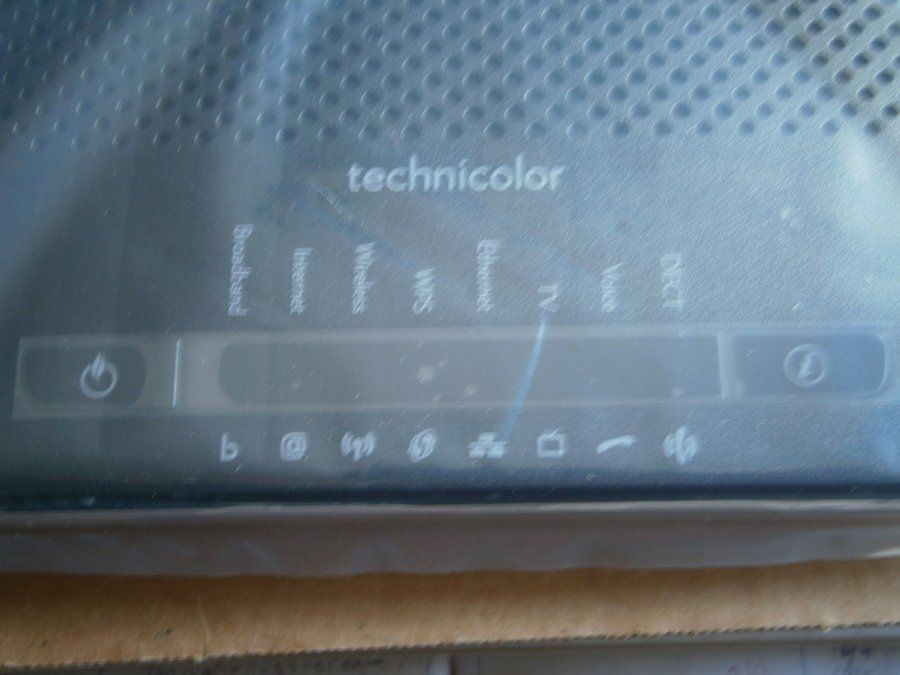 technicolor
Broadband
Internet
Wireless
WPS
Ethernet
TV
Voice
DECT